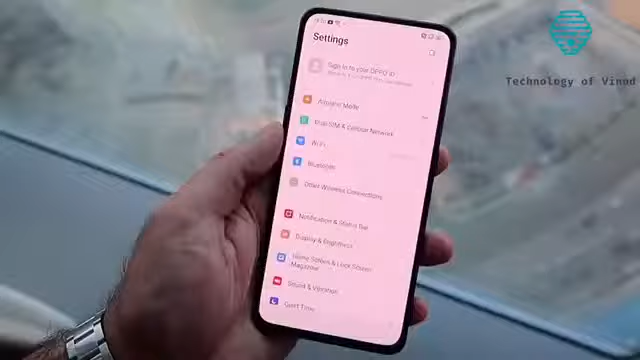 Settings
Technology of Vinod
Sign in to your OPPO ID
Airplane Mode
Dual SIM & Cellular Network
Wi-Fi
Bluetooth
Other Wireless Connections
Notification & Status Bar
Display & Brightness
Home Screen & Lock Screen
Magazine
Sound & Vibration
Quiet Time